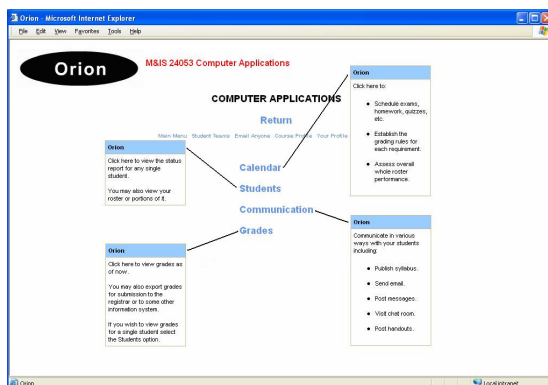 Orion - Microsoft Internet Explorer
File Edit View Favorites Tools Help
Orion
M&IS 24053 Computer Applications
COMPUTER APPLICATIONS
Return
Main Menu Student Teams Email Anyone Course Profile Your Profile
Calendar
Students
Communication
Grades
Orion
Click here to view the status
report for any single
student.
You may also view your
roster or portions of it.
Orion
Click here to view grades as
of now.
You may also export grades
for submission to the
registrar or to some other
information system.
If you wish to view grades
for a single student select
the Students option.
Orion
Click here to:
Schedule exams,
homework, quizzes,
etc.
Establish the
grading rules for
each requirement.
Assess overall
whole roster
performance.
Orion
Communicate in various
ways with your students
including:
Publish syllabus.
Send email.
Post messages.
Visit chat room.
Post handouts.
Orion
Local intranet